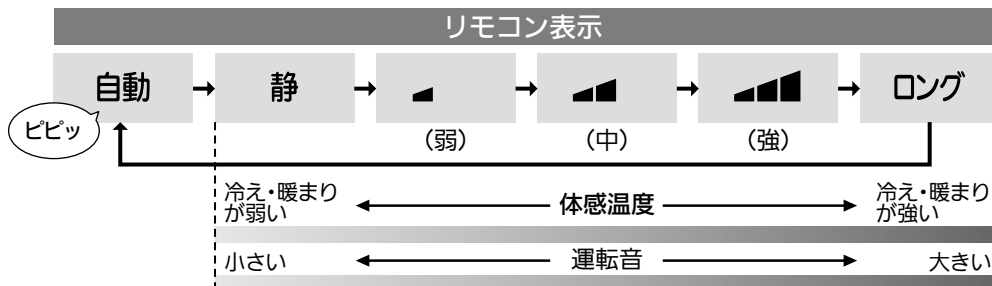 リモコン表示
自動 → 静 → → → → ロング
ピピッ
（弱） （中） （強）
冷え・暖まり
が弱い
体感温度
冷え・暖まり
が強い
小さい 運転音 大きい